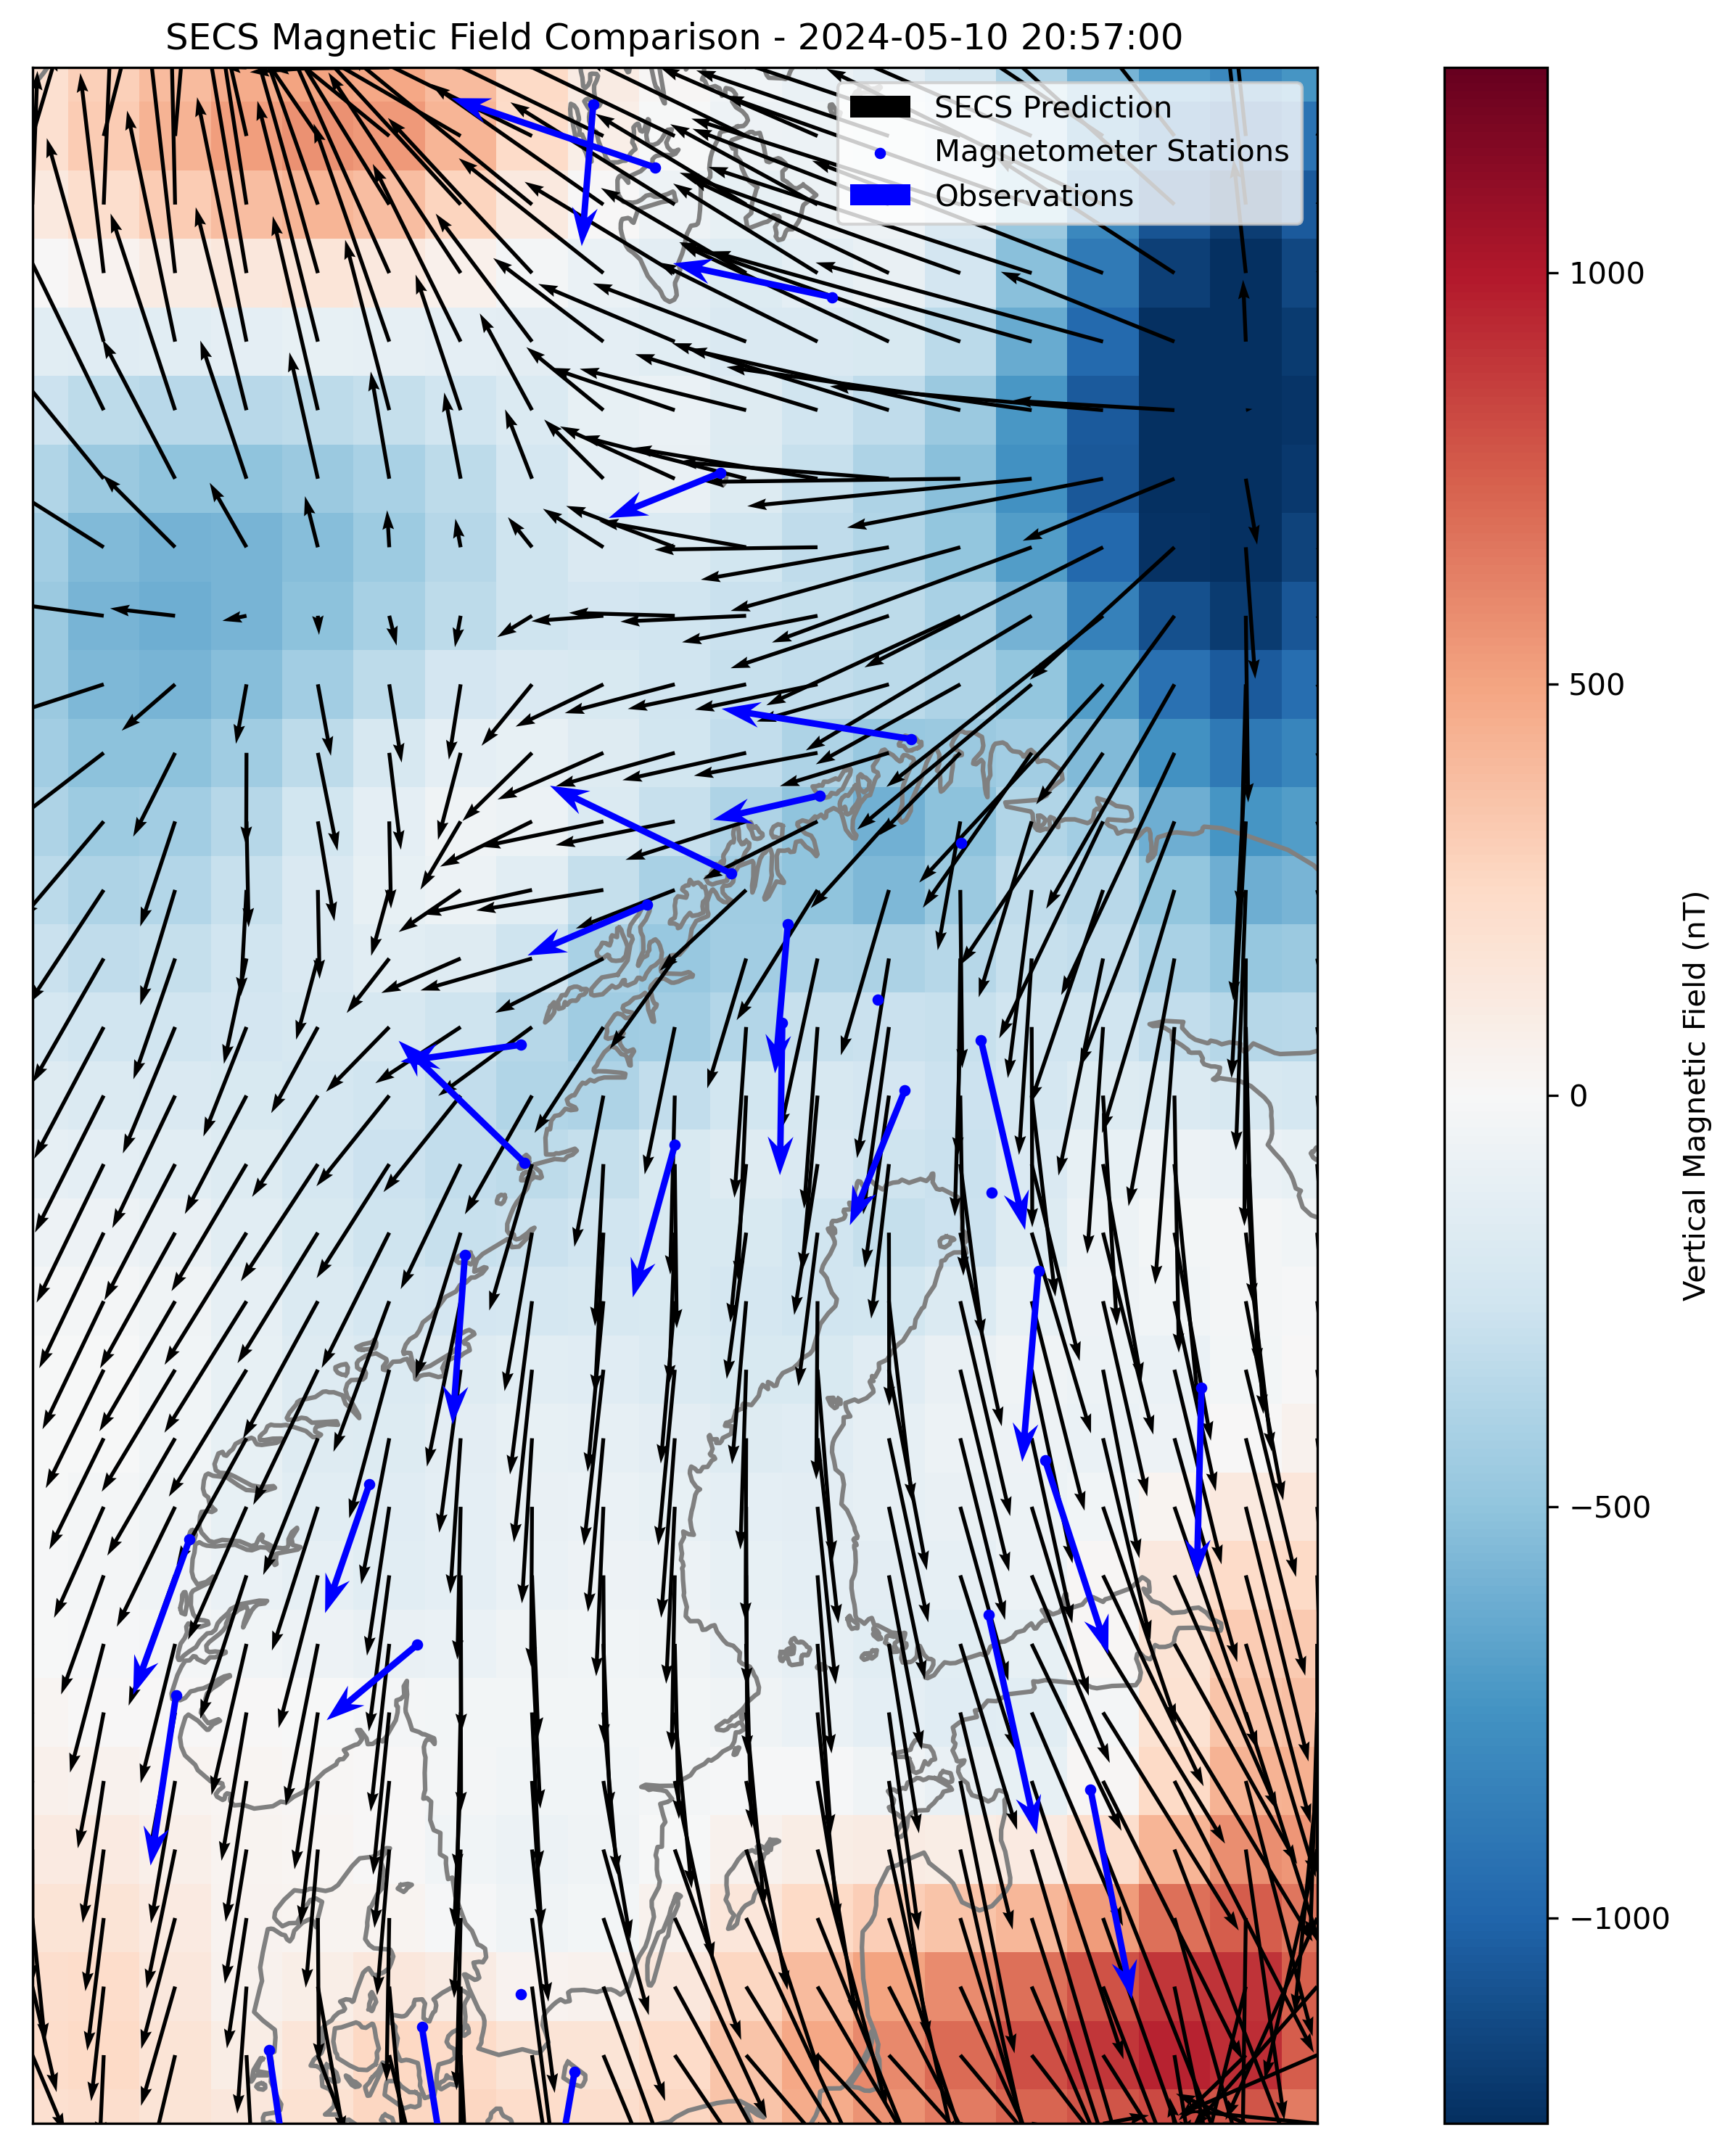 SECS Magnetic Field Comparison - 2024-05-10 20:57:00
SECS Prediction
Magnetometer Stations
Observations
1000
500
0
−500
−1000
Vertical Magnetic Field (nT)